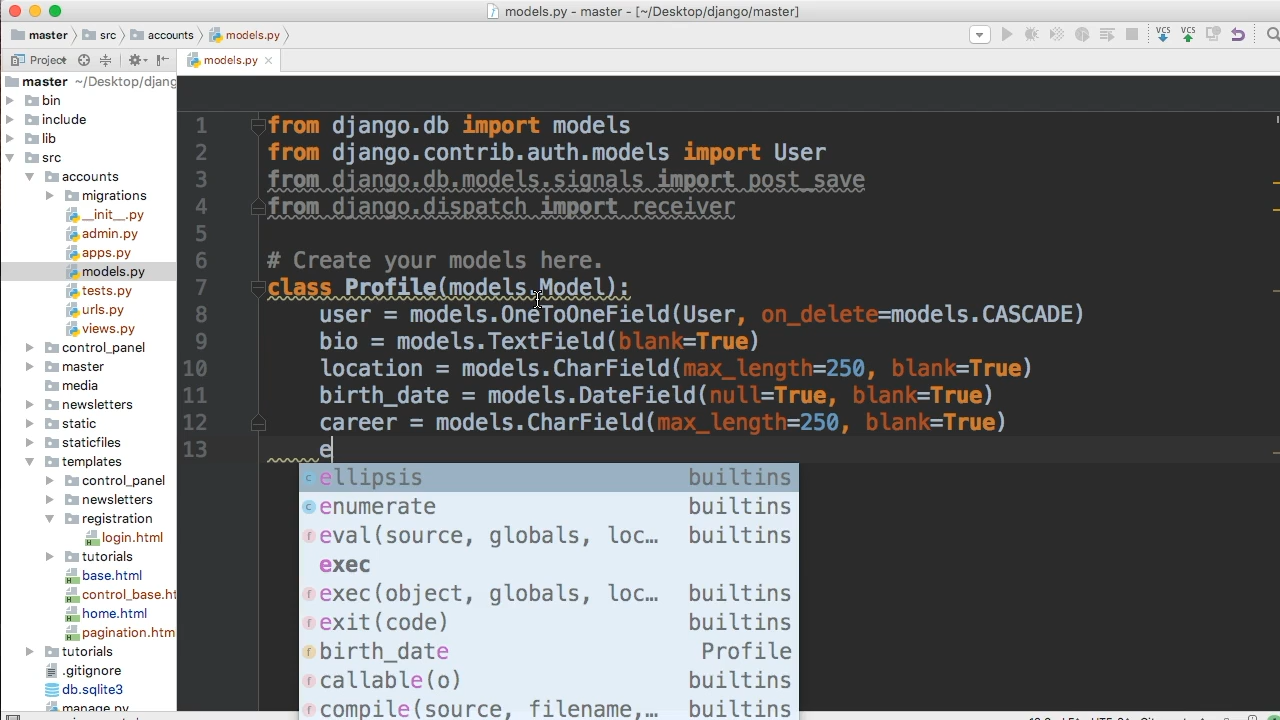 models.py - master - [~/Desktop/django/master]
master src accounts models.py
VCS VCS
Project models.py
master ~/Desktop/djang
bin
include
lib
src
accounts
migrations
__init__.py
admin.py
apps.py
models.py
tests.py
urls.py
views.py
control_panel
master
media
newsletters
static
staticfiles
templates
control_panel
newsletters
registration
login.html
tutorials
base.html
control_base.ht
home.html
pagination.htm
tutorials
.gitignore
db.sqlite3
manage.py
1 from django.db import models
2 from django.contrib.auth.models import User
3 from django.db.models.signals import post_save
4 from django.dispatch import receiver
5
6 # Create your models here.
7 class Profile(models.Model):
8 user = models.OneToOneField(User, on_delete=models.CASCADE)
9 bio = models.TextField(blank=True)
10 location = models.CharField(max_length=250, blank=True)
11 birth_date = models.DateField(null=True, blank=True)
12 career = models.CharField(max_length=250, blank=True)
13 e
ellipsis builtins
enumerate builtins
eval(source, globals, loc… builtins
exec
exec(object, globals, loc… builtins
exit(code) builtins
birth_date Profile
callable(o) builtins
compile(source, filename,… builtins